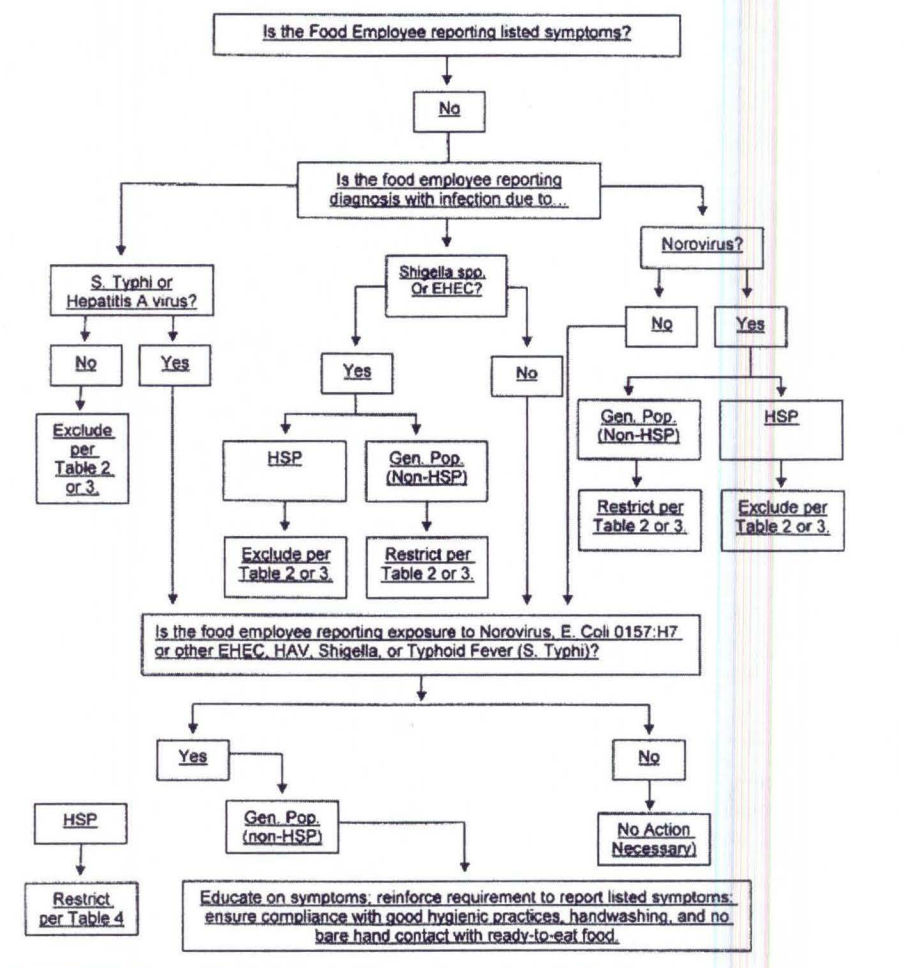 Is the Food Employee reporting listed symptoms?
No
Is the food employee reporting
diagnosis with infection due to...
Norovirus?
S. Typhi or
Hepatitis A virus?
Shigella spp.
Or EHEC?
No
Yes
No
Yes
Yes
No
Exclude
per
Table 2
or 3.
HSP
Gen. Pop.
(Non-HSP)
Gen. Pop.
(Non-HSP)
HSP
Exclude per
Table 2 or 3.
Restrict per
Table 2 or 3.
Restrict per
Table 2 or 3.
Exclude per
Table 2 or 3.
Is the food employee reporting exposure to Norovirus, E. Coli 0157:H7
or other EHEC, HAV, Shigella, or Typhoid Fever (S. Typhi)?
Yes
No
HSP
Gen. Pop.
(non-HSP)
No Action
Necessary)
Restrict
per Table 4
Educate on symptoms; reinforce requirement to report listed symptoms;
ensure compliance with good hygienic practices, handwashing, and no
bare hand contact with ready-to-eat food.